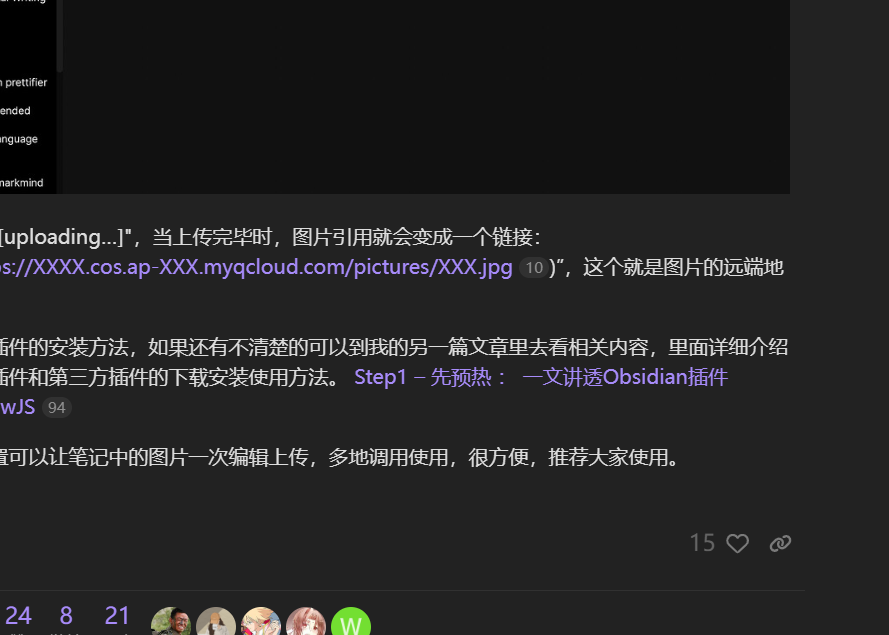 n prettifier
ended
anguage
markmind
[uploading...]"，当上传完毕时，图片引用就会变成一个链接：
os://XXXX.cos.ap-XXX.myqcloud.com/pictures/XXX.jpg 10 )”，这个就是图片的远端地
插件的安装方法，如果还有不清楚的可以到我的另一篇文章里去看相关内容，里面详细介绍
插件和第三方插件的下载安装使用方法。 Step1 – 先预热 ： 一文讲透Obsidian插件
wJS 94
置可以让笔记中的图片一次编辑上传，多地调用使用，很方便，推荐大家使用。
15
24 8 21
W